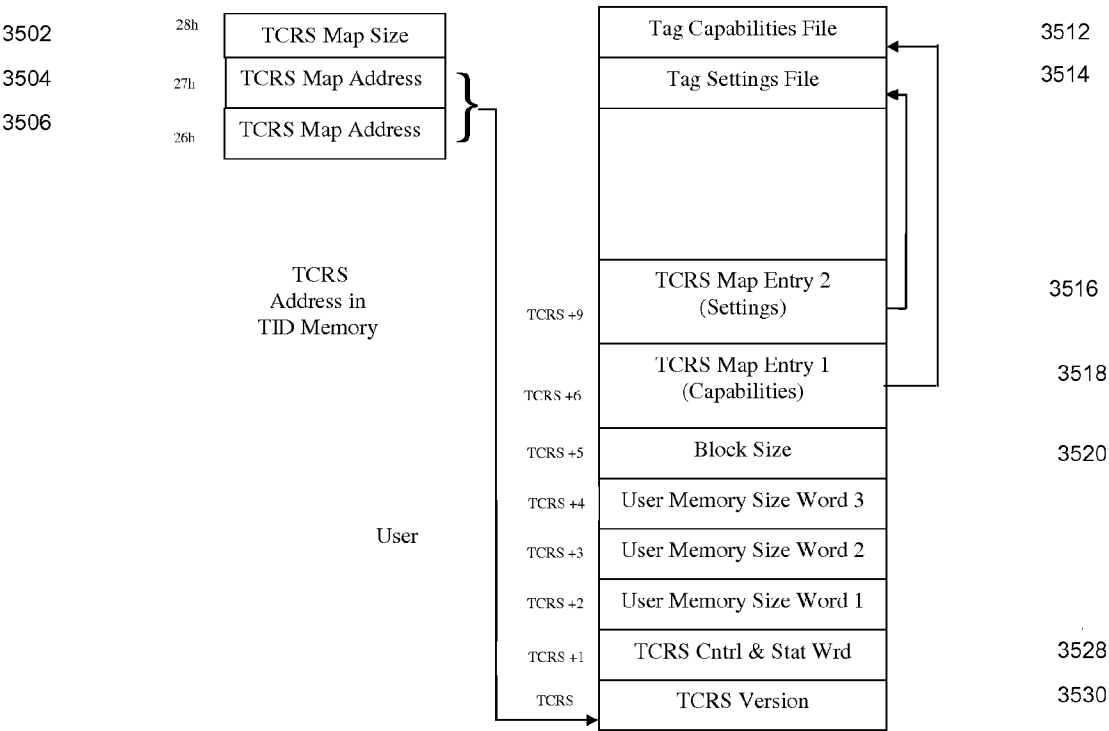 3502
28h
TCRS Map Size
3504
27h
TCRS Map Address
3506
26h
TCRS Map Address
TCRS
Address in
TID Memory
User
Tag Capabilities File
3512
Tag Settings File
3514
TCRS Map Entry 2
(Settings)
TCRS +9
3516
TCRS Map Entry 1
(Capabilities)
TCRS +6
3518
TCRS +5
Block Size
3520
TCRS +4
User Memory Size Word 3
TCRS +3
User Memory Size Word 2
TCRS +2
User Memory Size Word 1
TCRS +1
TCRS Cntrl & Stat Wrd
3528
TCRS
TCRS Version
3530